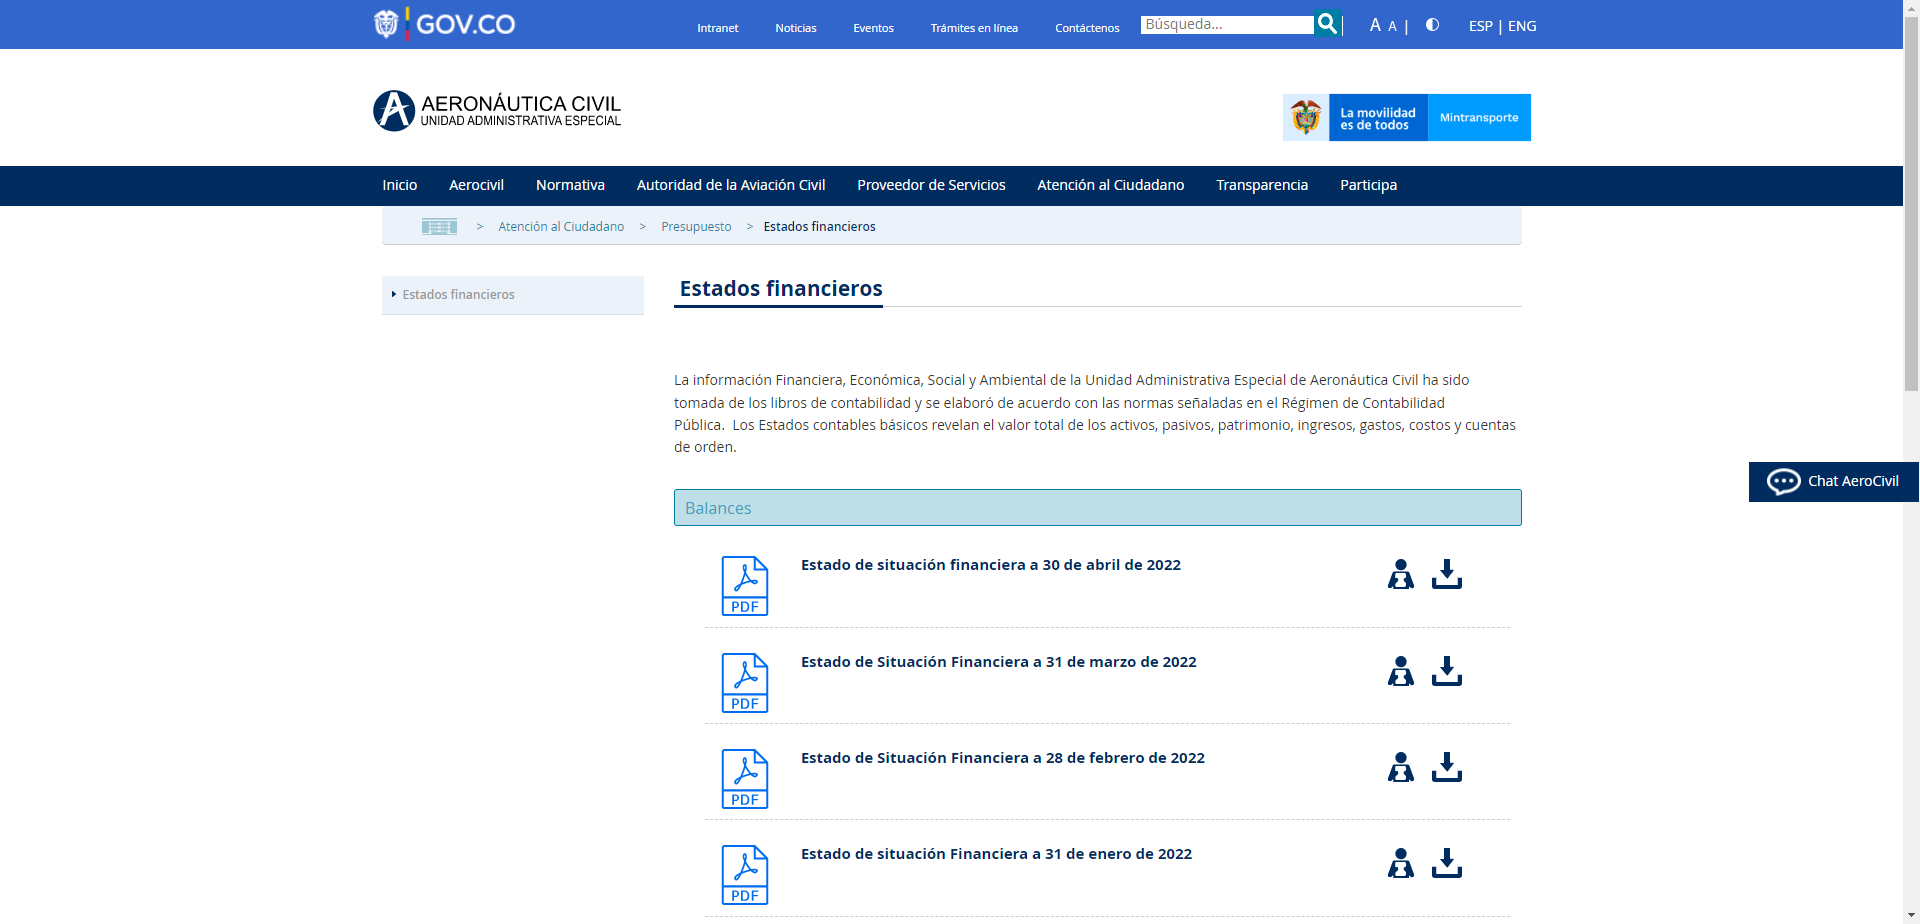 GOV.CO
Intranet Noticias Eventos Trámites en línea Contáctenos Búsqueda... A A | ESP | ENG
AERONÁUTICA CIVIL
UNIDAD ADMINISTRATIVA ESPECIAL
La movilidad
es de todos
Mintransporte
Inicio Aerocivil Normativa Autoridad de la Aviación Civil Proveedor de Servicios Atención al Ciudadano Transparencia Participa
> Atención al Ciudadano > Presupuesto > Estados financieros
Estados financieros
Estados financieros
La información Financiera, Económica, Social y Ambiental de la Unidad Administrativa Especial de Aeronáutica Civil ha sido
tomada de los libros de contabilidad y se elaboró de acuerdo con las normas señaladas en el Régimen de Contabilidad
Pública.  Los Estados contables básicos revelan el valor total de los activos, pasivos, patrimonio, ingresos, gastos, costos y cuentas
de orden.
Chat AeroCivil
Balances
Estado de situación financiera a 30 de abril de 2022
PDF
Estado de Situación Financiera a 31 de marzo de 2022
PDF
Estado de Situación Financiera a 28 de febrero de 2022
PDF
Estado de situación Financiera a 31 de enero de 2022
PDF